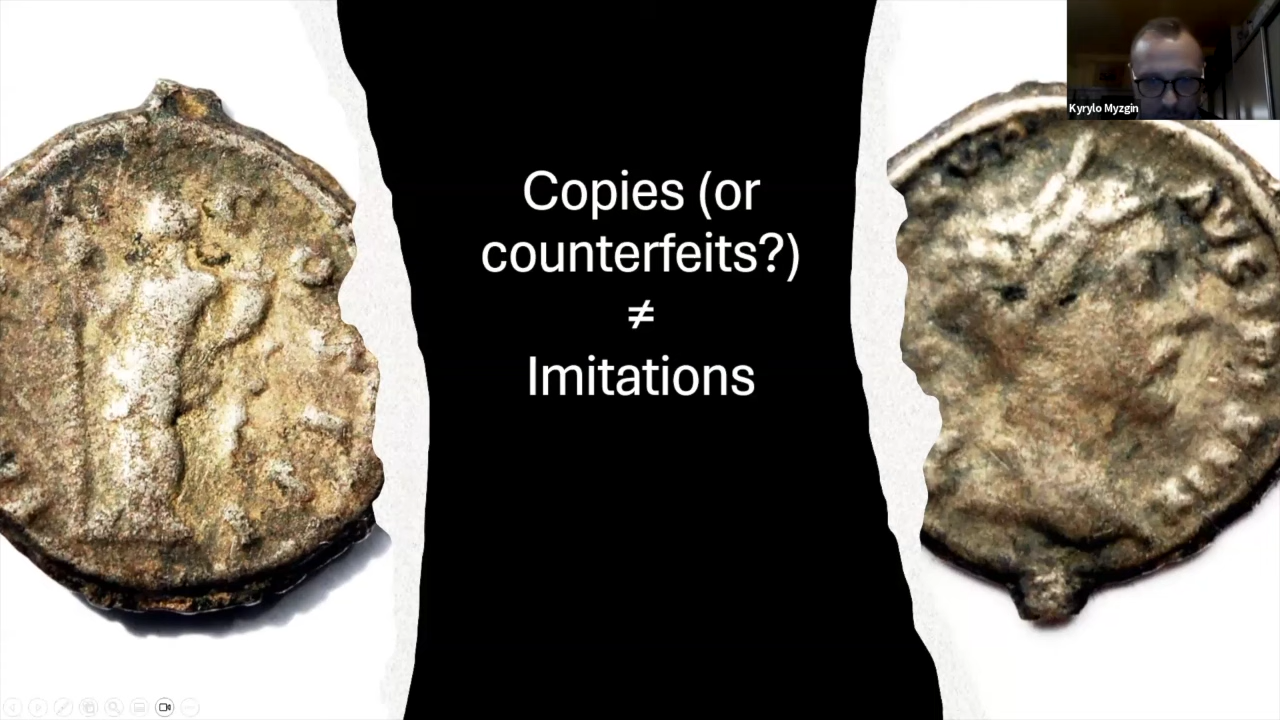 Kyrylo Myzgin
Copies (or
counterfeits?)
≠
Imitations